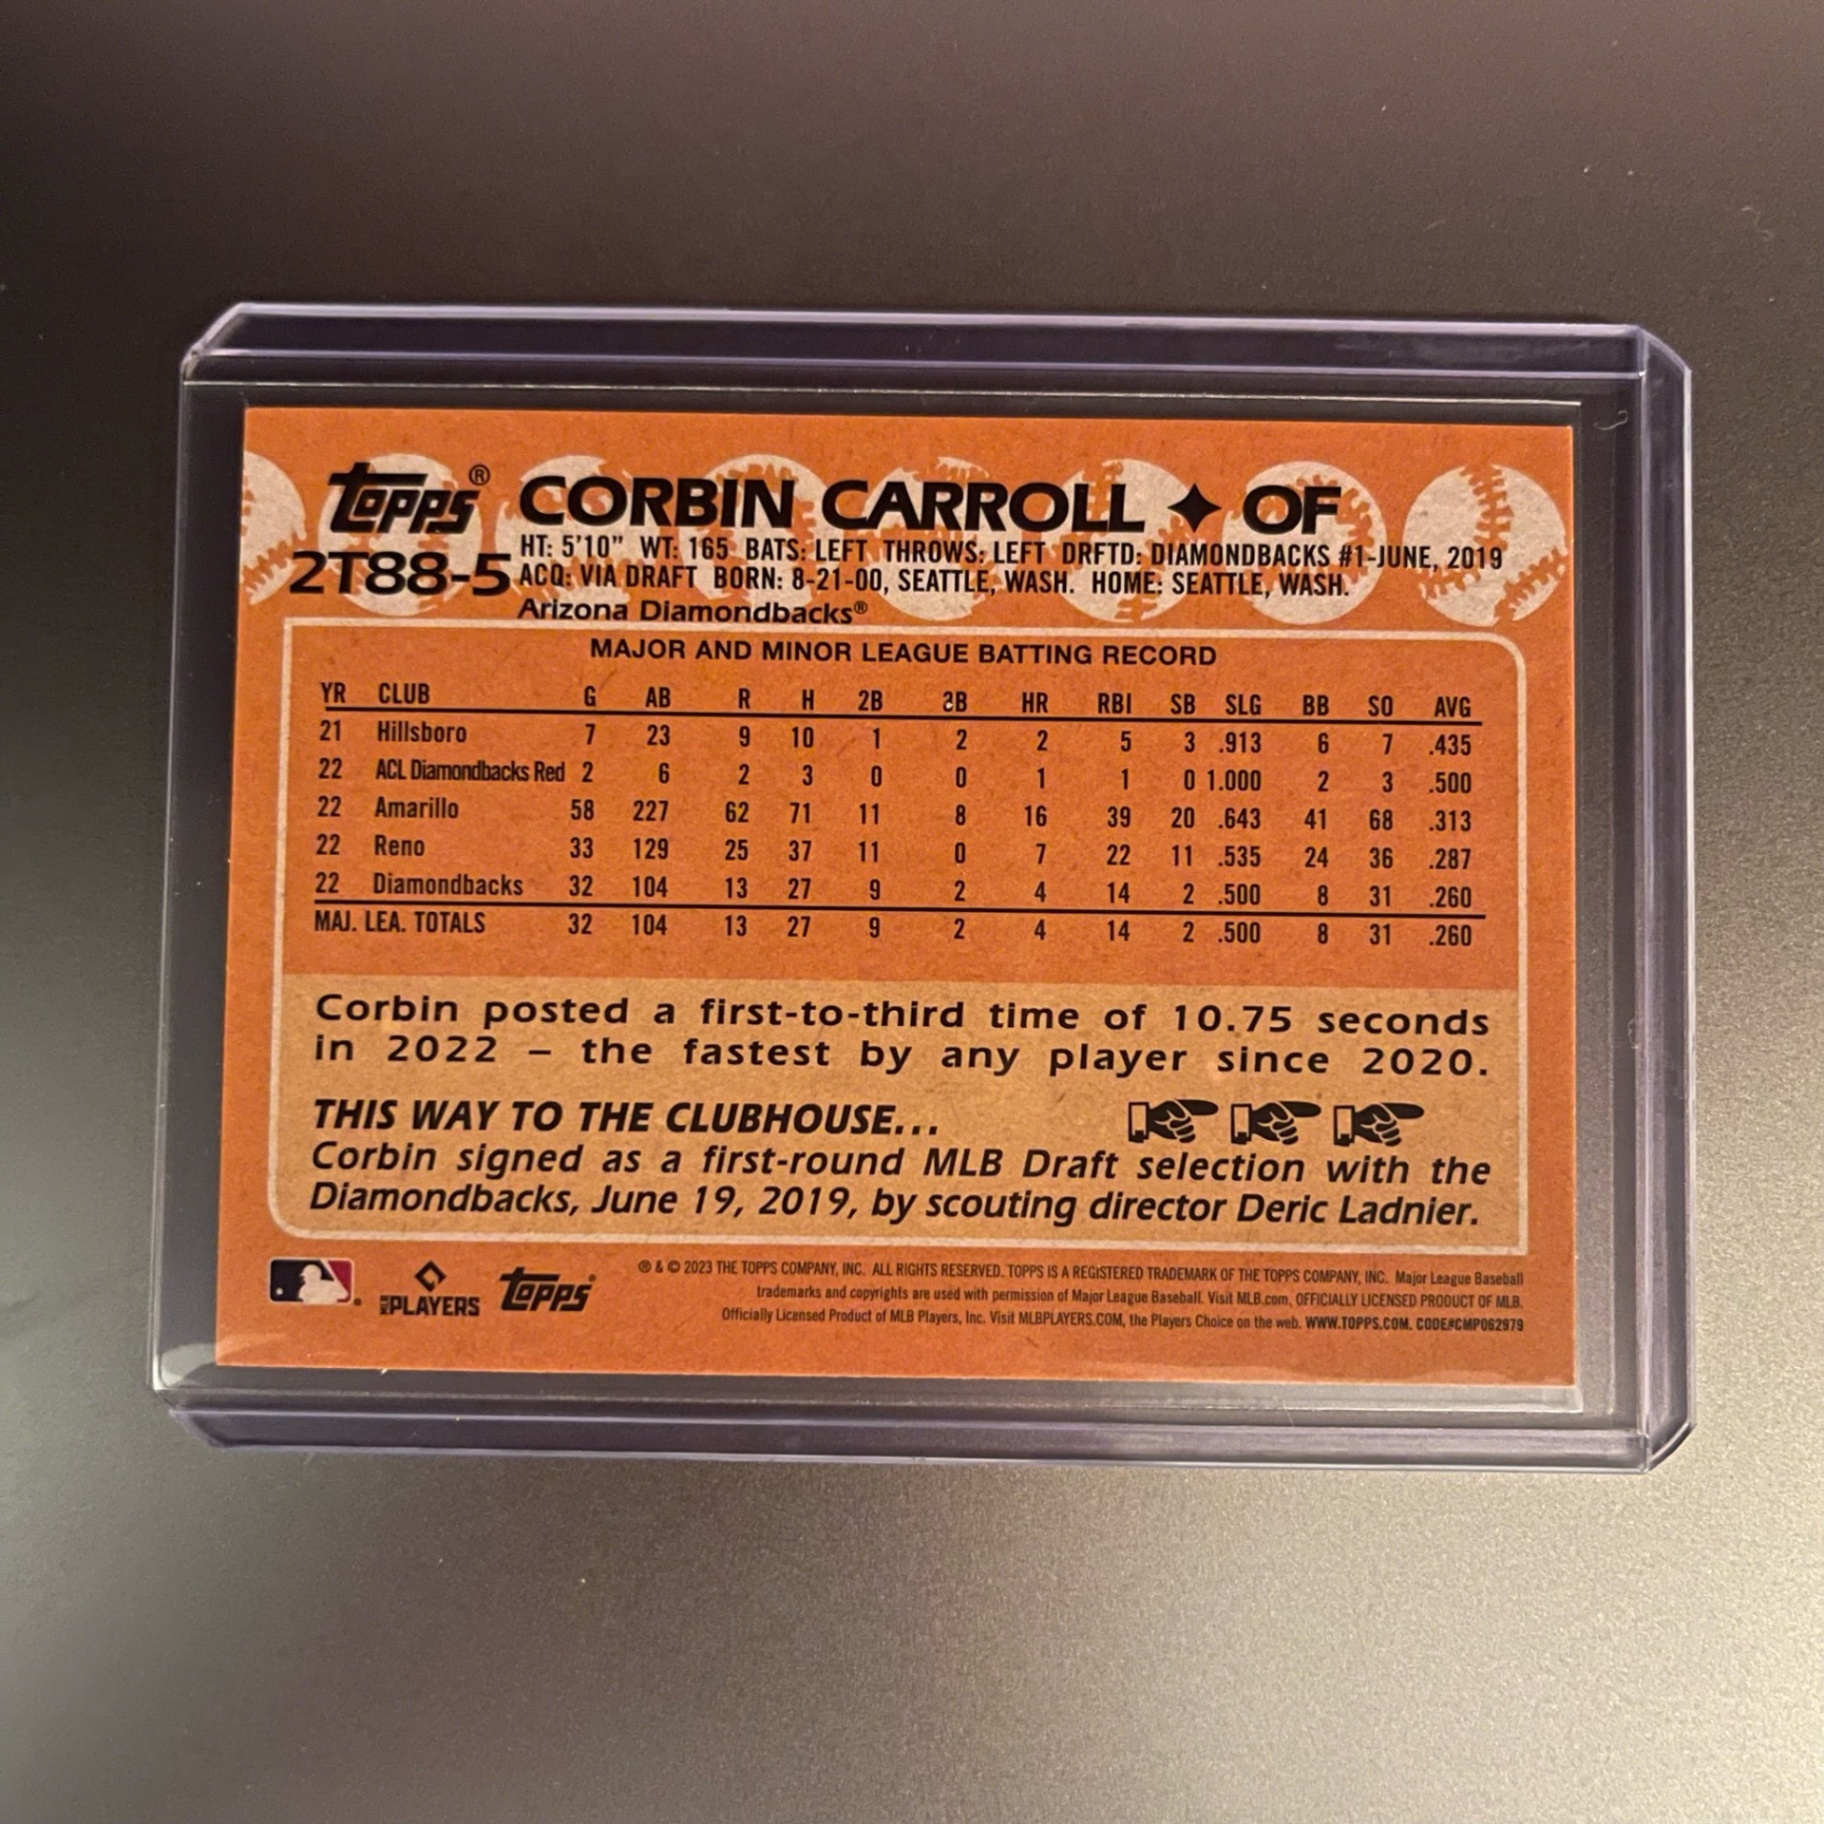 Topps® CORBIN CARROLL ✦ OF
2T88-5 HT: 5'10" WT: 165 BATS: LEFT THROWS: LEFT DRFTD: DIAMONDBACKS #1-JUNE, 2019
ACQ: VIA DRAFT BORN: 8-21-00, SEATTLE, WASH. HOME: SEATTLE, WASH.
Arizona Diamondbacks®
MAJOR AND MINOR LEAGUE BATTING RECORD
YR CLUB G AB R H 2B 3B HR RBI SB SLG BB SO AVG
21 Hillsboro 7 23 9 10 1 2 2 5 3 .913 6 7 .435
22 ACL Diamondbacks Red 2 6 2 3 0 0 1 1 0 1.000 2 3 .500
22 Amarillo 58 227 62 71 11 8 16 39 20 .643 41 68 .313
22 Reno 33 129 25 37 11 0 7 22 11 .535 24 36 .287
22 Diamondbacks 32 104 13 27 9 2 4 14 2 .500 8 31 .260
MAJ. LEA. TOTALS 32 104 13 27 9 2 4 14 2 .500 8 31 .260
Corbin posted a first-to-third time of 10.75 seconds
in 2022 – the fastest by any player since 2020.
THIS WAY TO THE CLUBHOUSE...
Corbin signed as a first-round MLB Draft selection with the
Diamondbacks, June 19, 2019, by scouting director Deric Ladnier.
MLB PLAYERS Topps
® & © 2023 THE TOPPS COMPANY, INC. ALL RIGHTS RESERVED. TOPPS IS A REGISTERED TRADEMARK OF THE TOPPS COMPANY, INC. Major League Baseball
trademarks and copyrights are used with permission of Major League Baseball. Visit MLB.com, OFFICIALLY LICENSED PRODUCT OF MLB.
Officially Licensed Product of MLB Players, Inc. Visit MLBPLAYERS.COM, the Players Choice on the web. WWW.TOPPS.COM. CODE#CMP062979